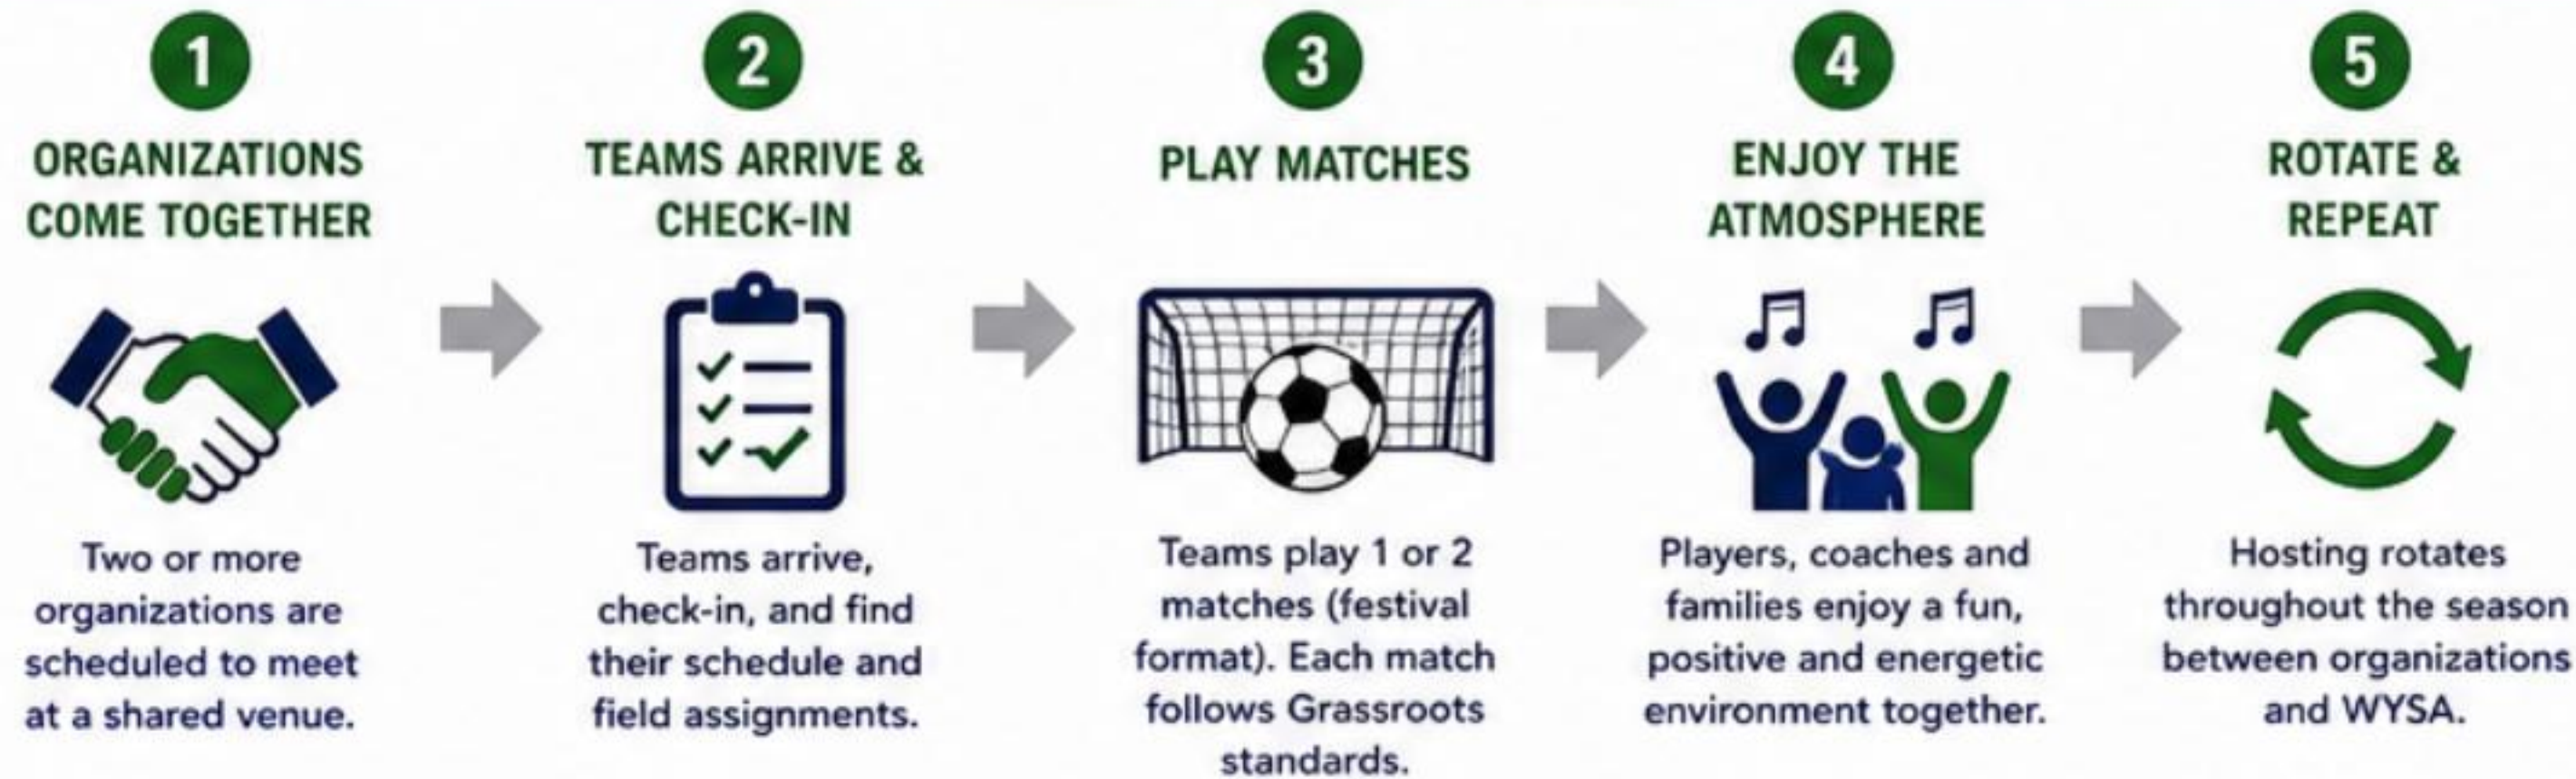 1
ORGANIZATIONS
COME TOGETHER
Two or more
organizations are
scheduled to meet
at a shared venue.
2
TEAMS ARRIVE &
CHECK-IN
Teams arrive,
check-in, and find
their schedule and
field assignments.
3
PLAY MATCHES
Teams play 1 or 2
matches (festival
format). Each match
follows Grassroots
standards.
4
ENJOY THE
ATMOSPHERE
Players, coaches and
families enjoy a fun,
positive and energetic
environment together.
5
ROTATE &
REPEAT
Hosting rotates
throughout the season
between organizations
and WYSA.